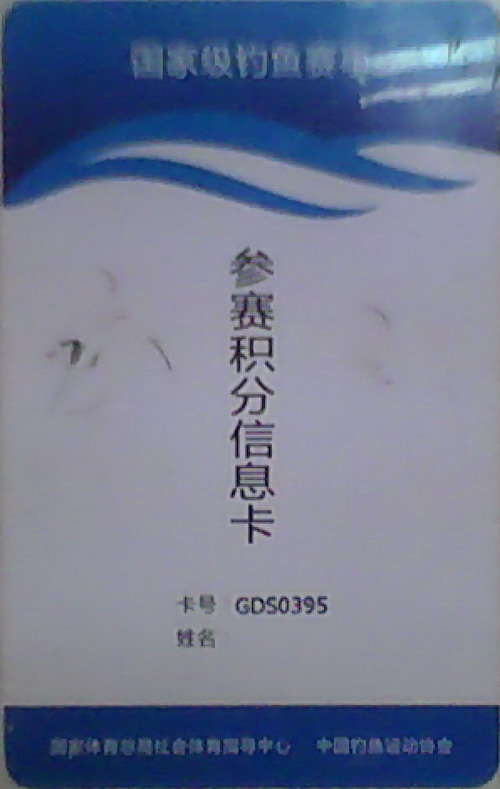 国家级钓鱼赛事
参赛积分信息卡
卡号 GDS0395
姓名
国家体育总局社会体育指导中心 中国钓鱼运动协会